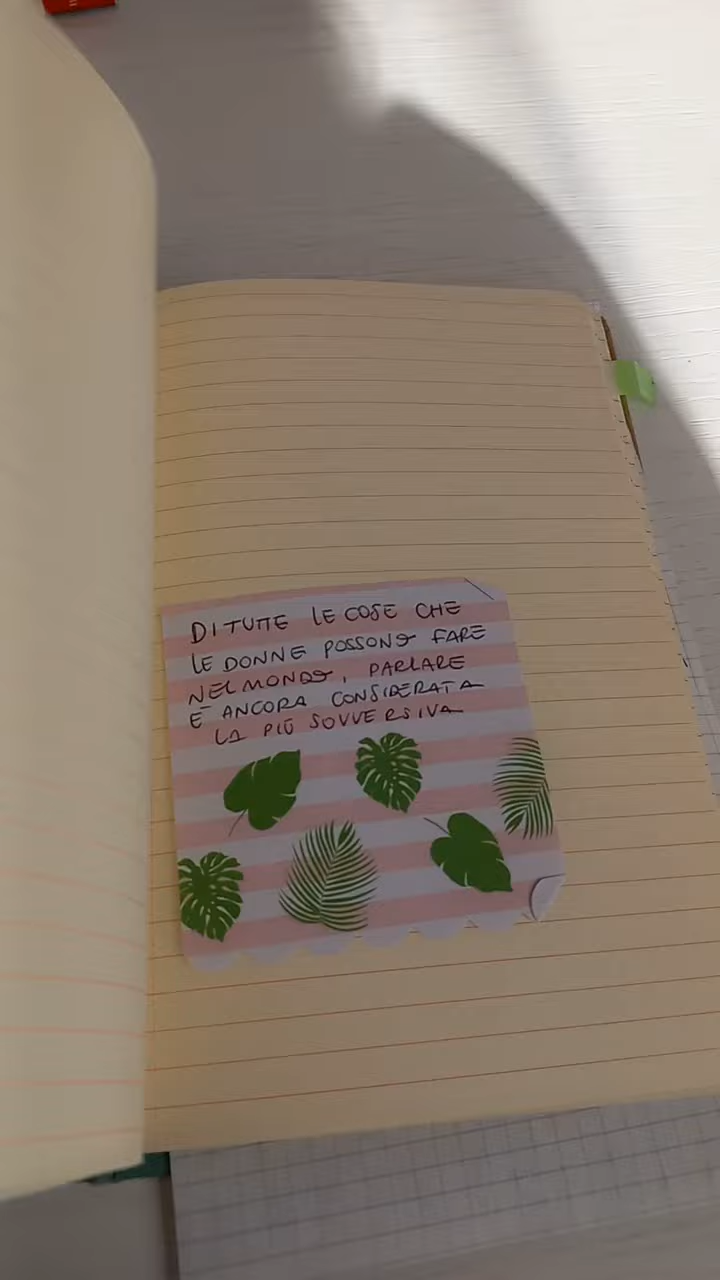 DI TUTTE LE COSE CHE
LE DONNE POSSONO FARE
NEL MONDO, PARLARE
È ANCORA CONSIDERATA
LA PIÙ SOVVERSIVA